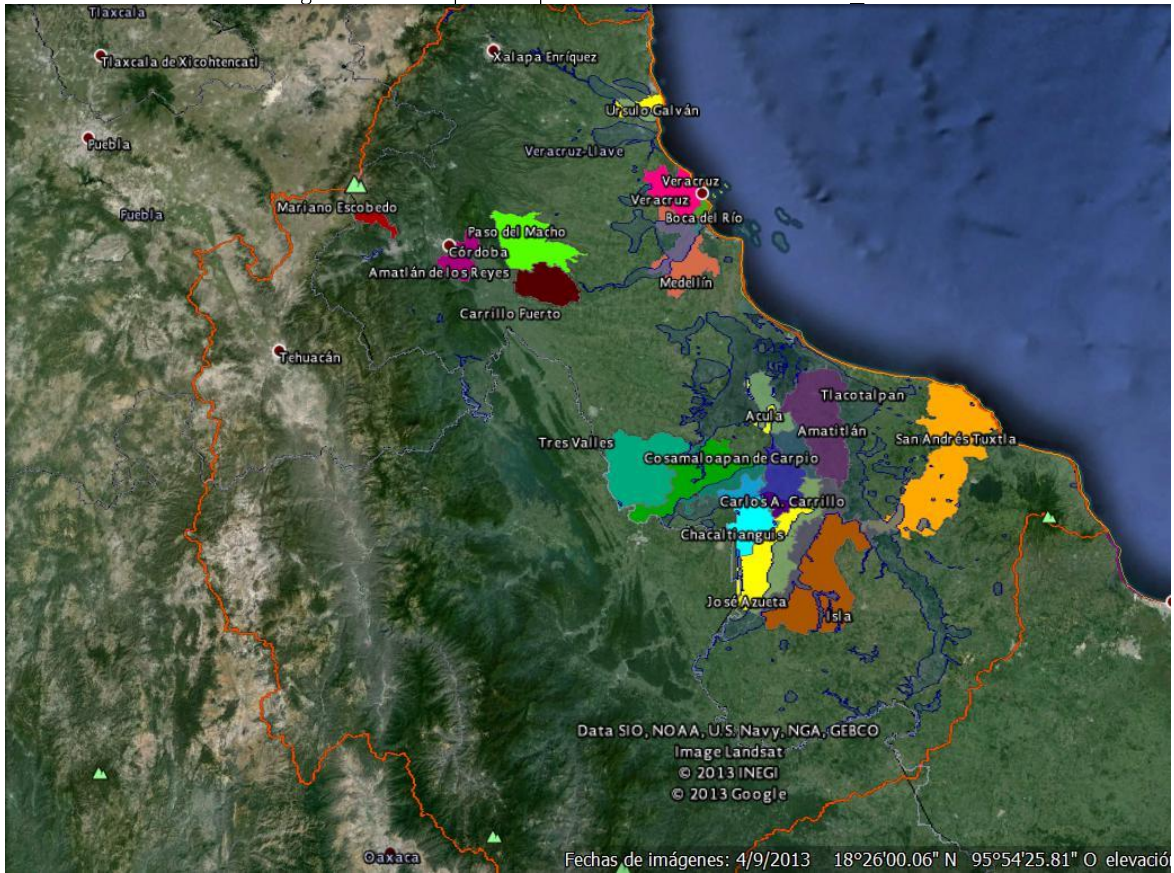 Tlaxcala
Tlaxcala de Xicohtencatl
Xalapa Enríquez
Úrsulo Galván
Puebla
Veracruz-Llave
Veracruz
Veracruz
Mariano Escobedo
Puebla
Boca del Río
Paso del Macho
Córdoba
Amatlán de los Reyes
Medellín
Carrillo Puerto
Tehuacán
Tlacotalpan
Acula
Amatitlán
Tres Valles
San Andrés Tuxtla
Cosamaloapan de Carpio
Carlos A. Carrillo
Chacaltianguis
José Azueta
Isla
Data SIO, NOAA, U.S. Navy, NGA, GEBCO
Image Landsat
© 2013 INEGI
© 2013 Google
Oaxaca
Fechas de imágenes: 4/9/2013 18°26'00.06" N 95°54'25.81" O elevación